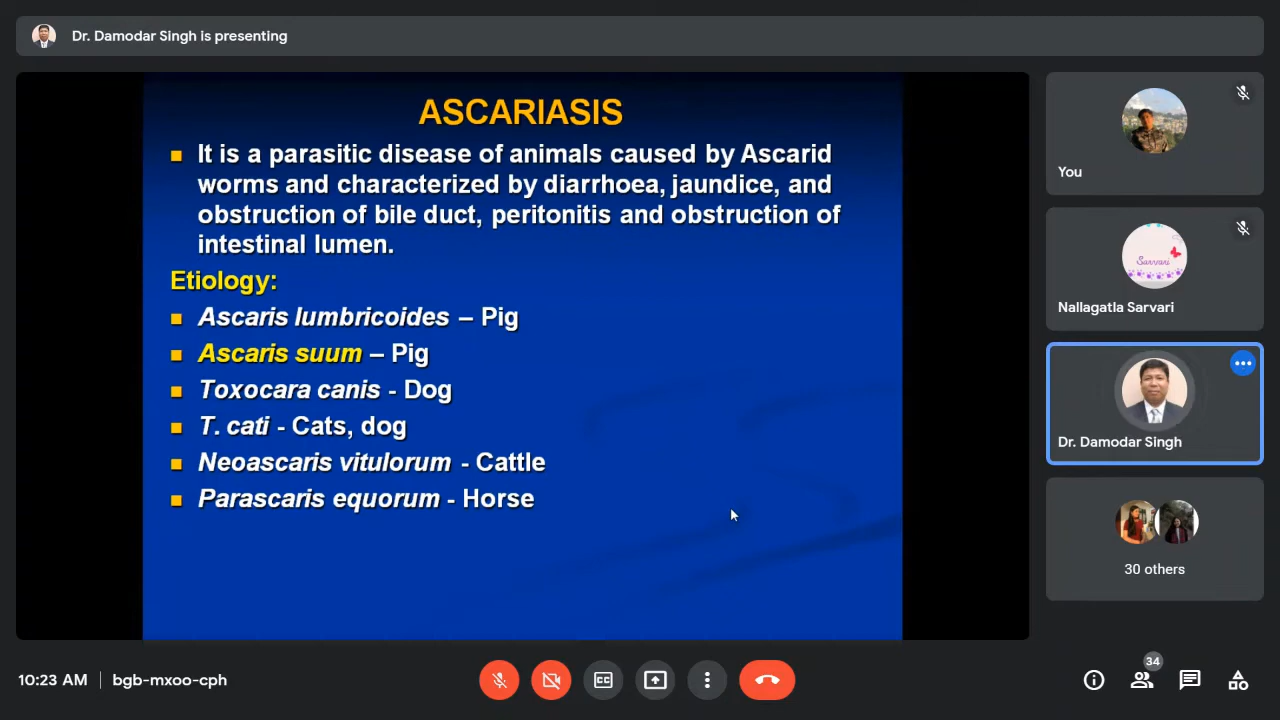 Dr. Damodar Singh is presenting
ASCARIASIS
It is a parasitic disease of animals caused by Ascarid
worms and characterized by diarrhoea, jaundice, and
obstruction of bile duct, peritonitis and obstruction of
intestinal lumen.
Etiology:
Ascaris lumbricoides – Pig
Ascaris suum – Pig
Toxocara canis - Dog
T. cati - Cats, dog
Neoascaris vitulorum - Cattle
Parascaris equorum - Horse
You
Sarvari
Nallagatla Sarvari
Dr. Damodar Singh
30 others
10:23 AM | bgb-mxoo-cph
CC
34